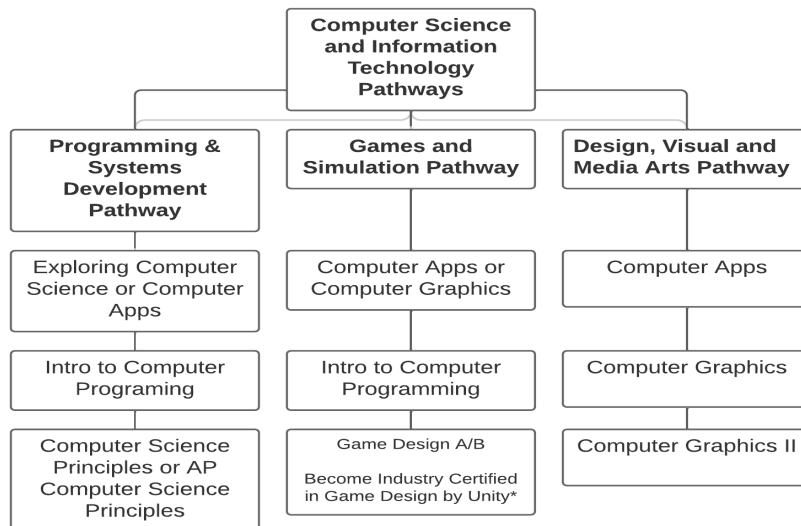 Computer Science
and Information
Technology
Pathways
Programming &
Systems
Development
Pathway
Exploring Computer
Science or Computer
Apps
Intro to Computer
Programing
Computer Science
Principles or AP
Computer Science
Principles
Games and
Simulation Pathway
Computer Apps or
Computer Graphics
Intro to Computer
Programming
Game Design A/B
Become Industry Certified
in Game Design by Unity*
Design, Visual and
Media Arts Pathway
Computer Apps
Computer Graphics
Computer Graphics II